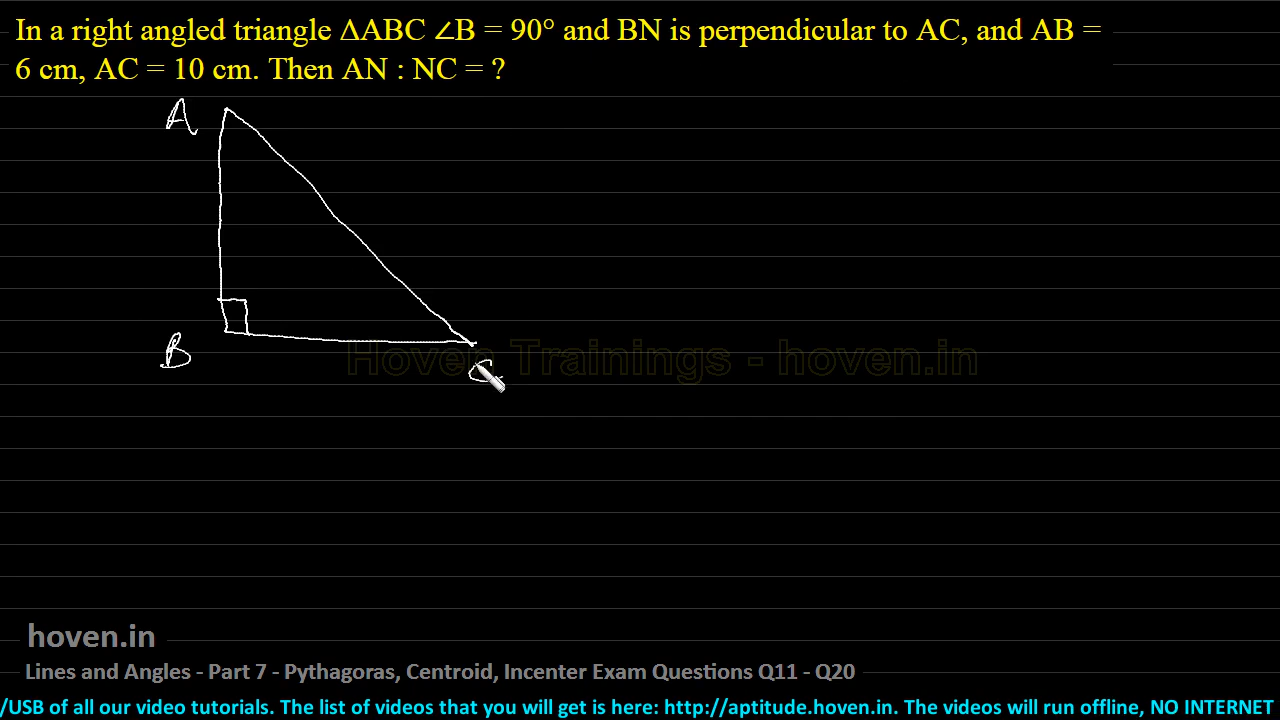 In a right angled triangle ΔABC ∠B = 90° and BN is perpendicular to AC, and AB =
6 cm, AC = 10 cm. Then AN : NC = ?
A
B
C
Hoven Trainings - hoven.in
hoven.in
Lines and Angles - Part 7 - Pythagoras, Centroid, Incenter Exam Questions Q11 - Q20
/USB of all our video tutorials. The list of videos that you will get is here: http://aptitude.hoven.in. The videos will run offline, NO INTERNET